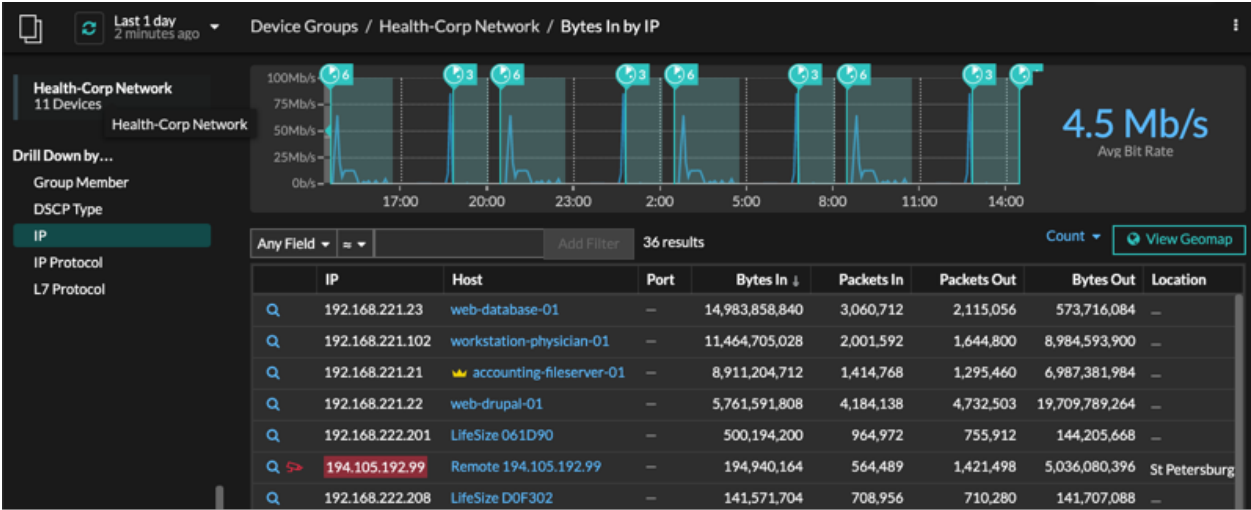 Last 1 day
2 minutes ago
Device Groups / Health-Corp Network / Bytes In by IP
Health-Corp Network
11 Devices
Health-Corp Network
Drill Down by...
Group Member
DSCP Type
IP
IP Protocol
L7 Protocol
6 3 6 3 6 3 6 3
100Mb/s
75Mb/s
50Mb/s
25Mb/s
0b/s
17:00 20:00 23:00 2:00 5:00 8:00 11:00 14:00
4.5 Mb/s
Avg Bit Rate
Any Field ≈ Add Filter 36 results Count View Geomap
IP Host Port Bytes In ↓ Packets In Packets Out Bytes Out Location
192.168.221.23 web-database-01 — 14,983,858,840 3,060,712 2,115,056 573,716,084 —
192.168.221.102 workstation-physician-01 — 11,464,705,028 2,001,592 1,644,800 8,984,593,900 —
192.168.221.21 accounting-fileserver-01 — 8,911,204,712 1,414,768 1,295,460 6,987,381,984 —
192.168.221.22 web-drupal-01 — 5,761,591,808 4,184,138 4,732,503 19,709,789,264 —
192.168.222.201 LifeSize 061D90 — 500,194,200 964,972 755,912 144,205,668 —
194.105.192.99 Remote 194.105.192.99 — 194,940,164 564,489 1,421,498 5,036,080,396 St Petersburg
192.168.222.208 LifeSize D0F302 — 141,571,704 708,956 710,280 141,707,088 —